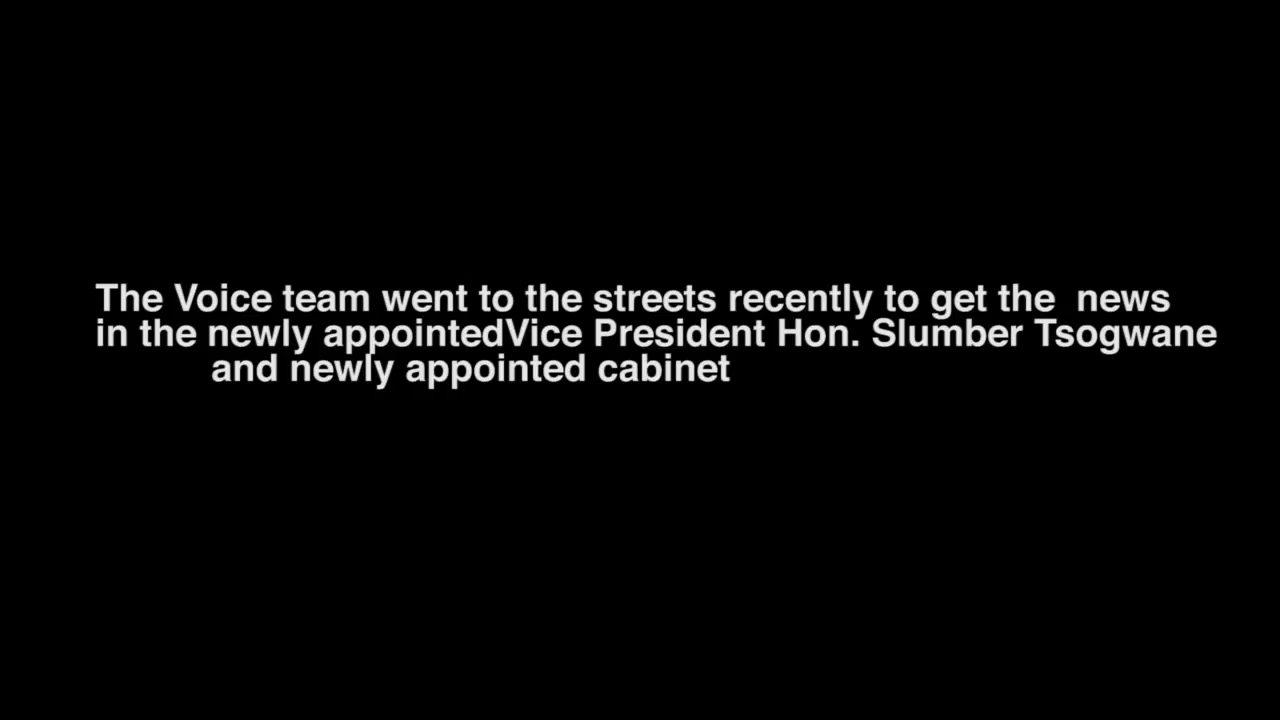 The Voice team went to the streets recently to get the  news
in the newly appointedVice President Hon. Slumber Tsogwane
and newly appointed cabinet